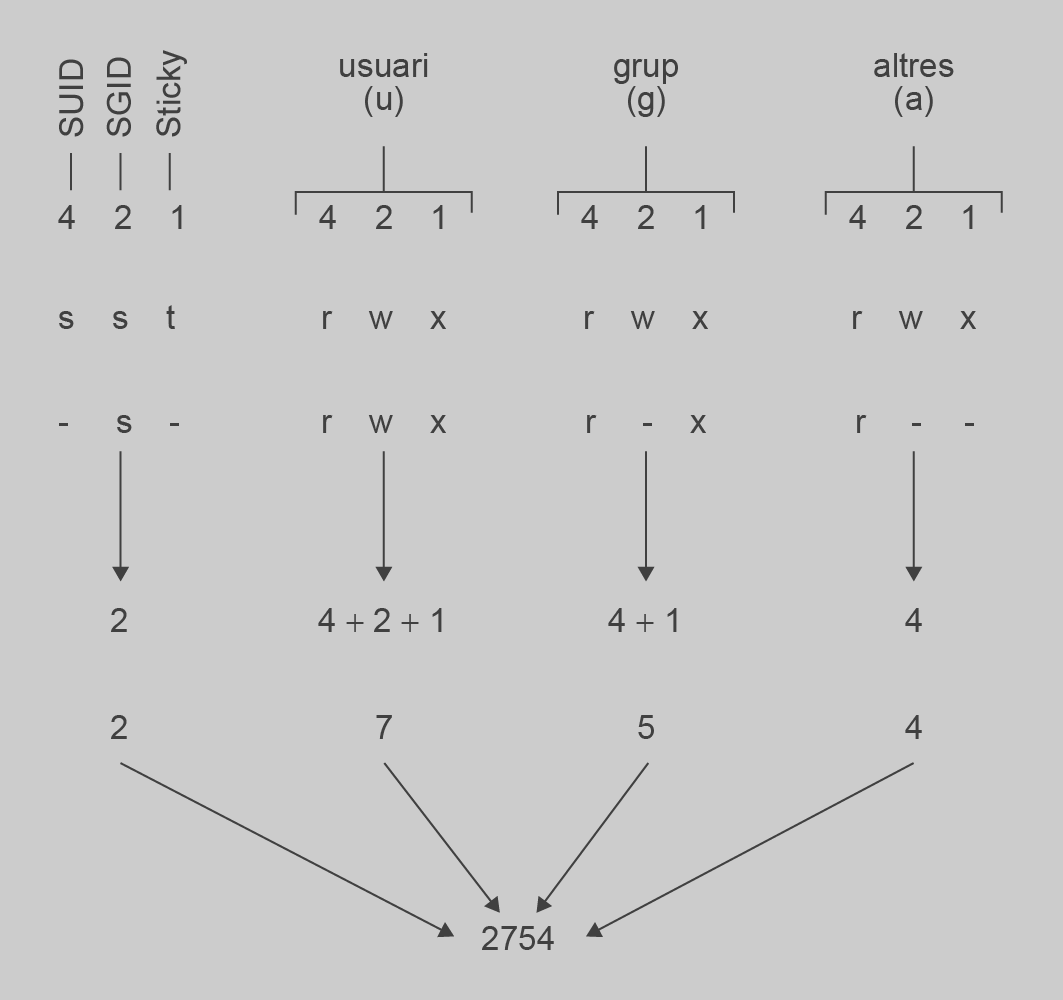 SUID SGID Sticky usuari grup altres
(u) (g) (a)
4 2 1 4 2 1 4 2 1 4 2 1
s s t r w x r w x r w x
- s - r w x r - x r - -
2 4 + 2 + 1 4 + 1 4
2 7 5 4
2754